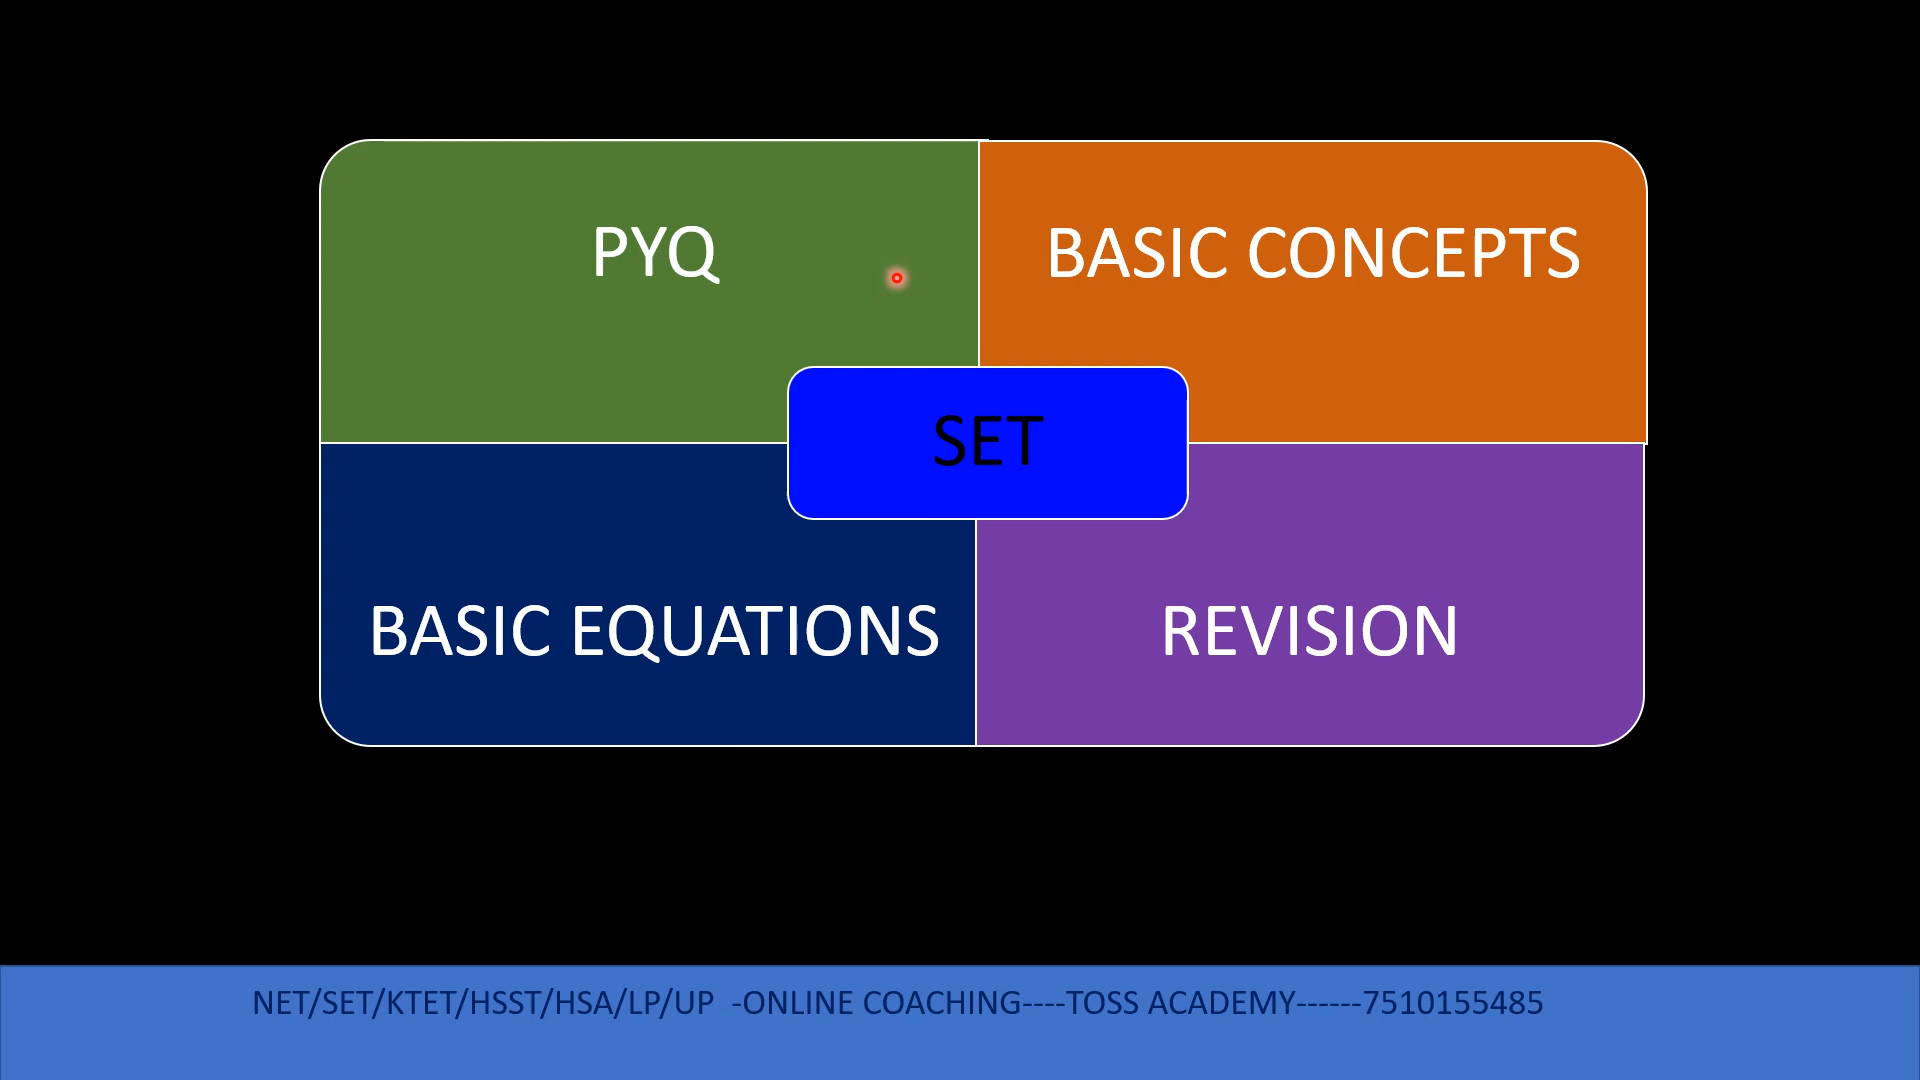 PYQ
BASIC CONCEPTS
SET
BASIC EQUATIONS
REVISION
NET/SET/KTET/HSST/HSA/LP/UP  -ONLINE COACHING----TOSS ACADEMY------7510155485